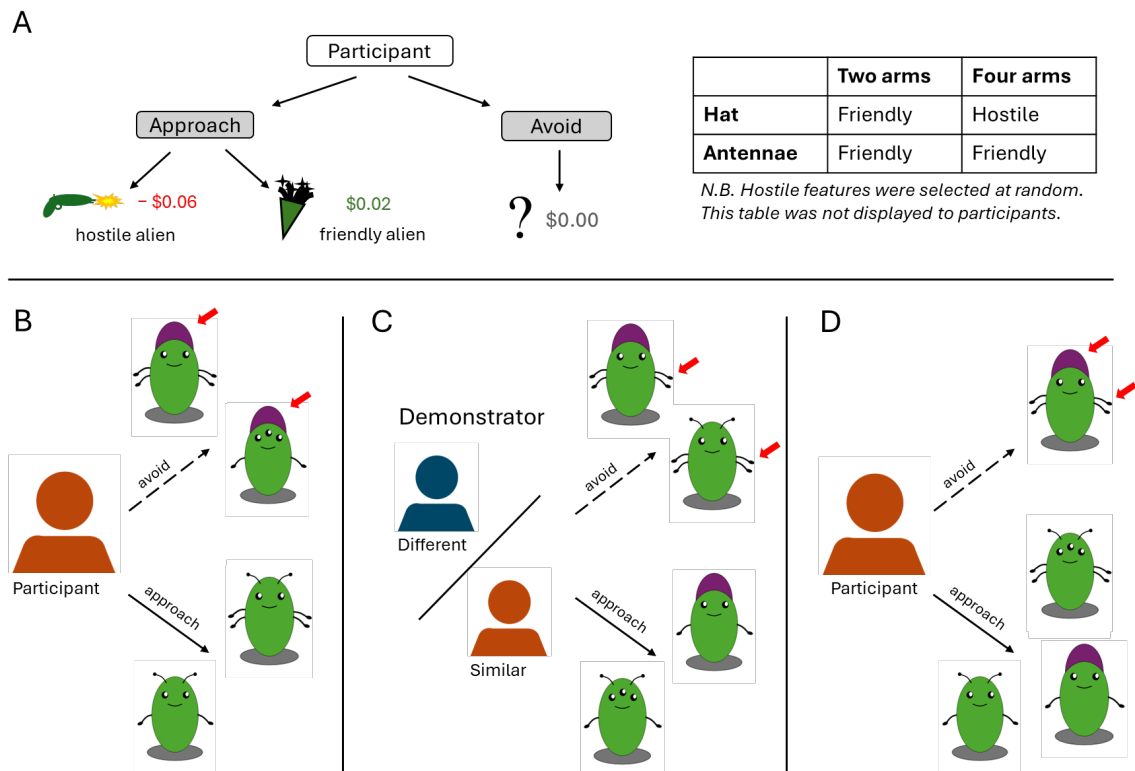 A
Participant
Approach
Avoid
– $0.06
hostile alien
$0.02
friendly alien
? $0.00
Two arms Four arms
Hat Friendly Hostile
Antennae Friendly Friendly
N.B. Hostile features were selected at random.
This table was not displayed to participants.
B
avoid
Participant
approach
C
Demonstrator
Different
Similar
avoid
approach
D
avoid
Participant
approach